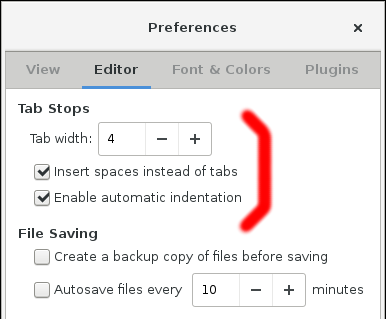 Preferences ×
View Editor Font & Colors Plugins
Tab Stops
Tab width: 4 − +
Insert spaces instead of tabs
Enable automatic indentation
File Saving
Create a backup copy of files before saving
Autosave files every 10 − + minutes